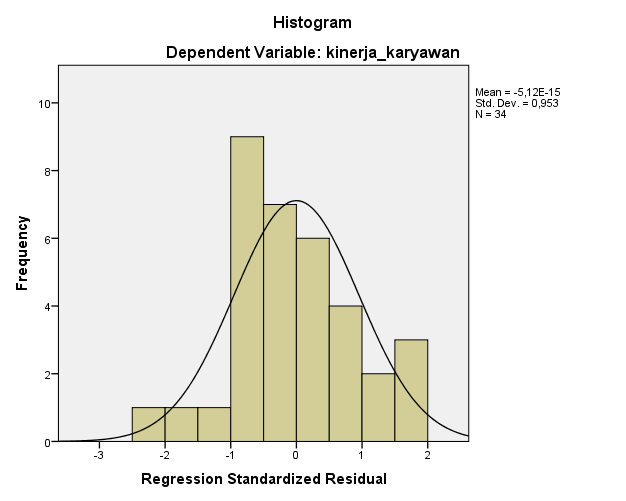 Histogram
Dependent Variable: kinerja_karyawan
Mean = -5,12E-15
Std. Dev. = 0,953
N = 34
Frequency
10
8
6
4
2
0
-3 -2 -1 0 1 2
Regression Standardized Residual